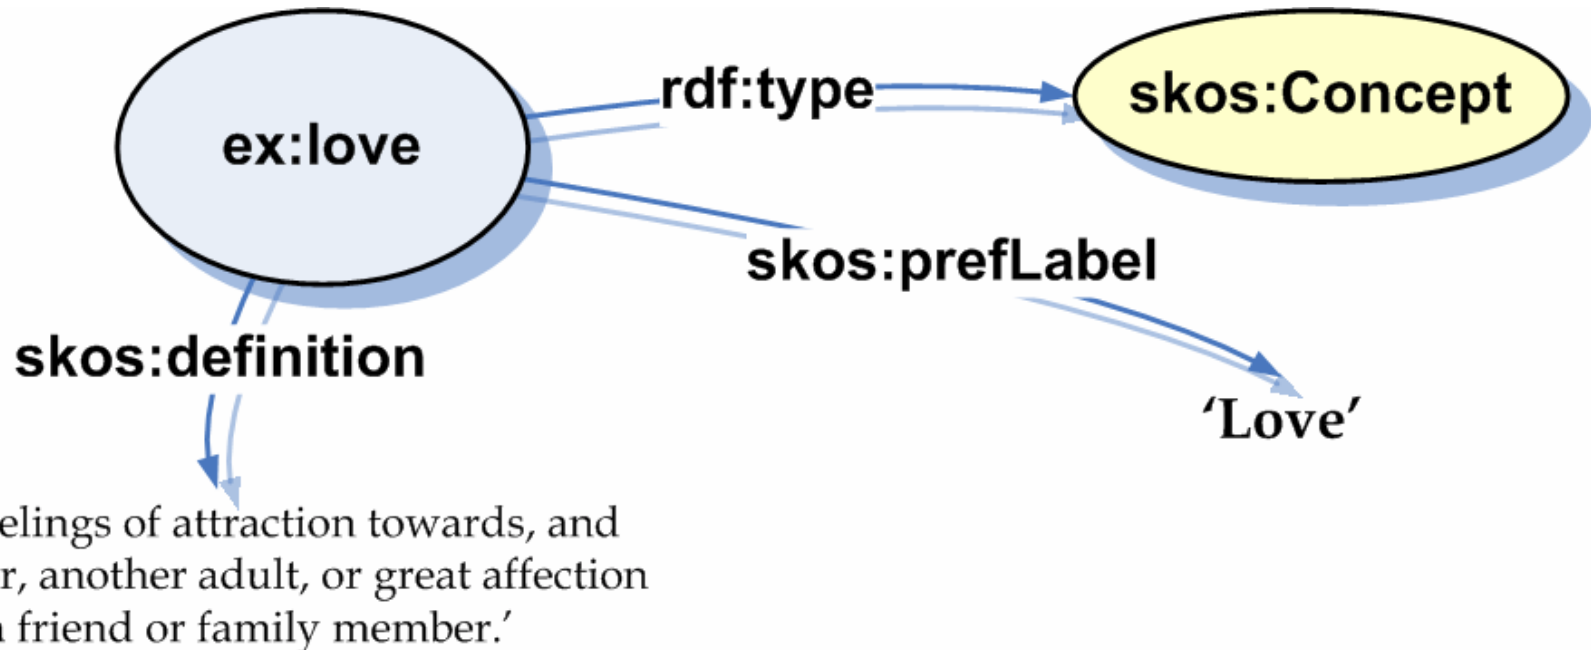 rdf:type
skos:Concept
ex:love
skos:prefLabel
skos:definition
‘Love’
of attraction towards, and
another adult, or great affection
friend or family member.’